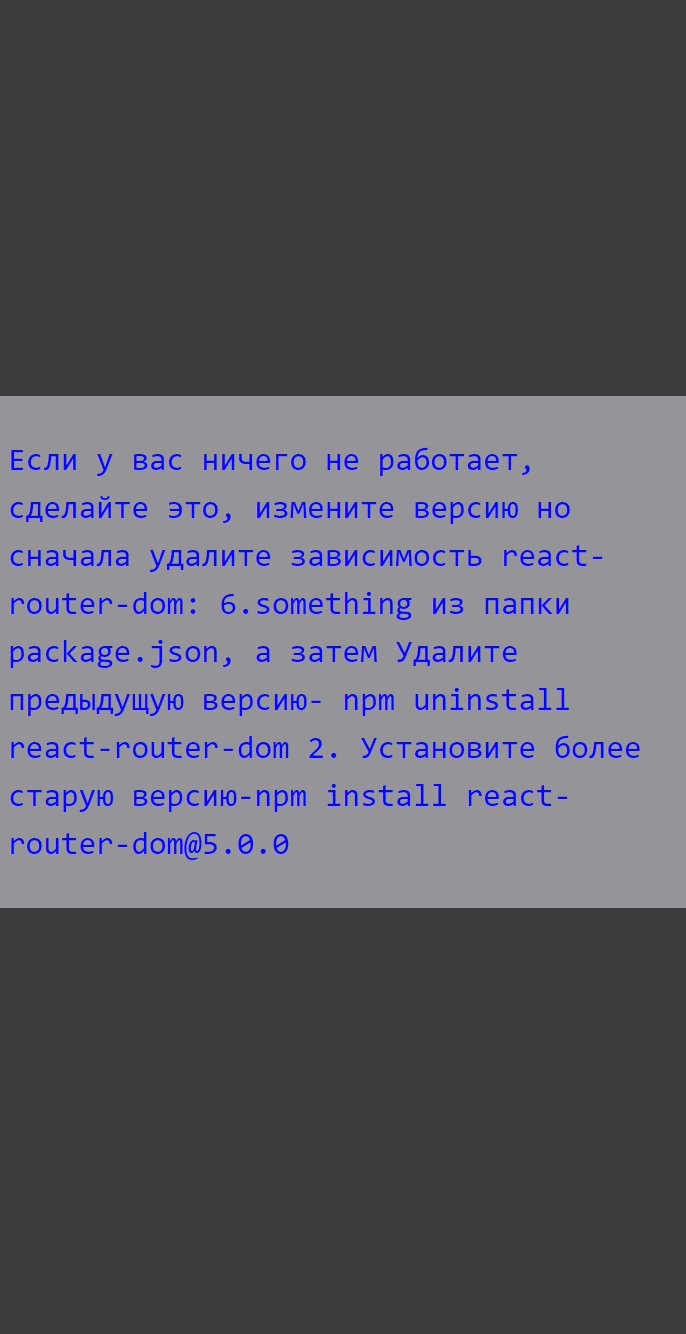 Если у вас ничего не работает,
сделайте это, измените версию но
сначала удалите зависимость react-
router-dom: 6.something из папки
package.json, а затем Удалите
предыдущую версию- npm uninstall
react-router-dom 2. Установите более
старую версию-npm install react-
router-dom@5.0.0